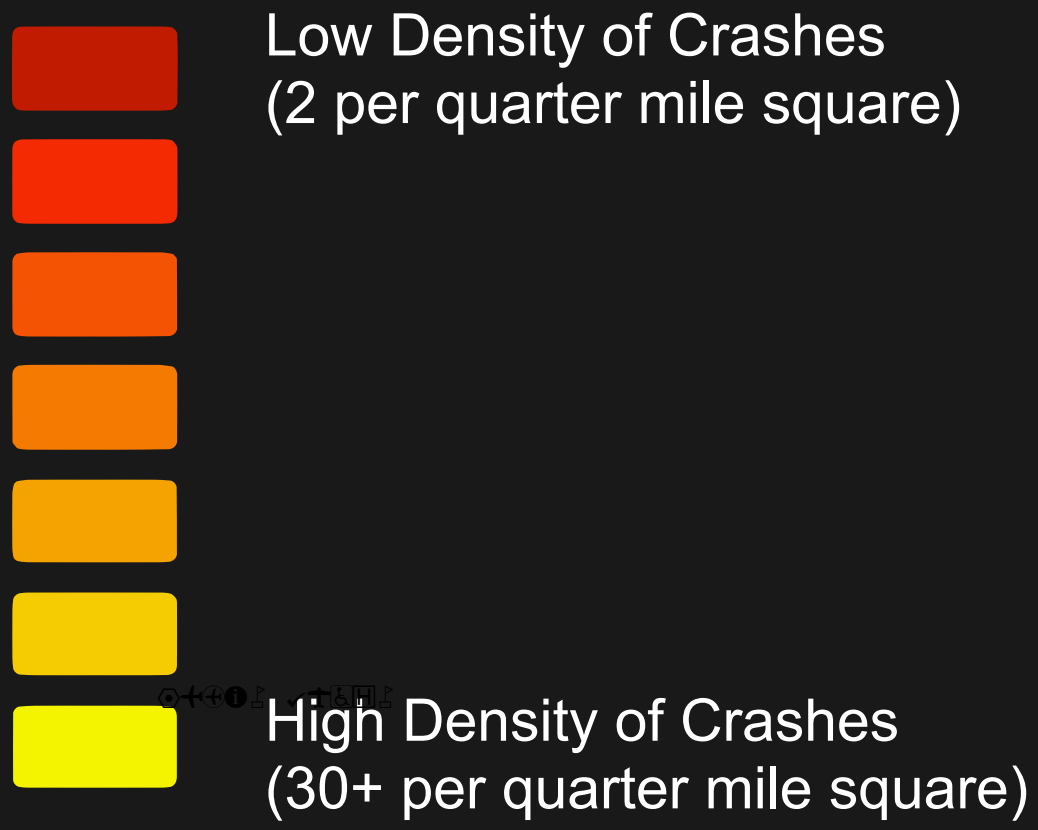 Low Density of Crashes
(2 per quarter mile square)
High Density of Crashes
(30+ per quarter mile square)